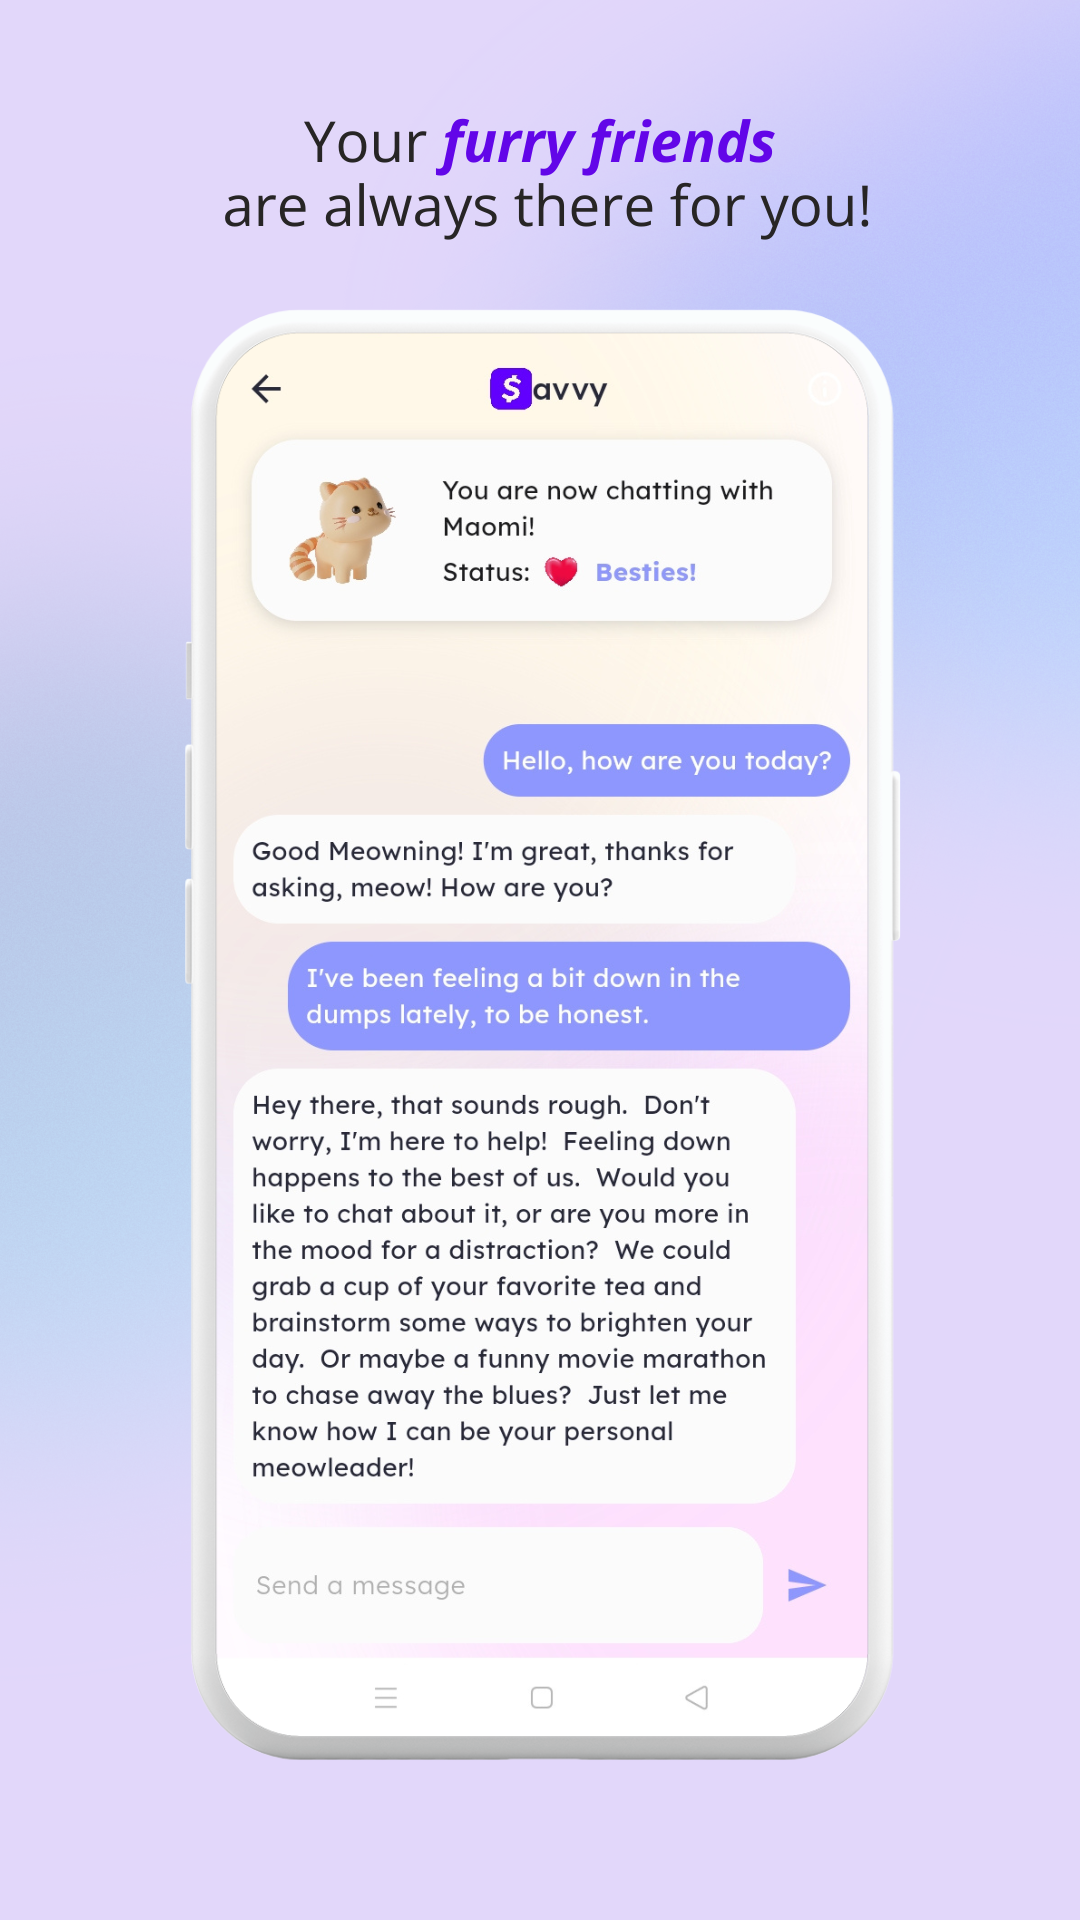 Your furry friends
are always there for you!
$avvy
You are now chatting with
Maomi!
Status: ❤️ Besties!
Hello, how are you today?
Good Meowning! I'm great, thanks for
asking, meow! How are you?
I've been feeling a bit down in the
dumps lately, to be honest.
Hey there, that sounds rough.  Don't
worry, I'm here to help!  Feeling down
happens to the best of us.  Would you
like to chat about it, or are you more in
the mood for a distraction?  We could
grab a cup of your favorite tea and
brainstorm some ways to brighten your
day.  Or maybe a funny movie marathon
to chase away the blues?  Just let me
know how I can be your personal
meowleader!
Send a message